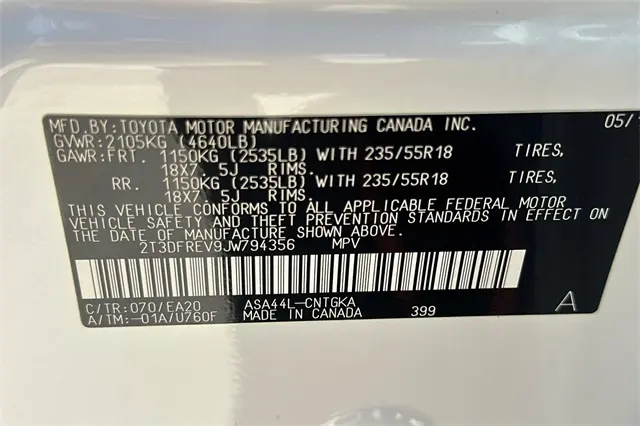 MFD.BY:TOYOTA MOTOR MANUFACTURING CANADA INC. 05/1
GVWR:2105KG (4640LB)
GAWR:FRT. 1150KG (2535LB) WITH 235/55R18 TIRES,
18X7 5J RIMS.
RR. 1150KG (2535LB) WITH 235/55R18 TIRES,
18X7 5J RIMS.
THIS VEHICLE CONFORMS TO ALL APPLICABLE FEDERAL MOTOR
VEHICLE SAFETY AND THEFT PREVENTION STANDARDS IN EFFECT ON
THE DATE OF MANUFACTURE SHOWN ABOVE.
2T3DFREV9JW794356 MPV
C/TR:070/EA20 ASA44L-CNTGKA A
A/TM:-01A/U760F MADE IN CANADA 399